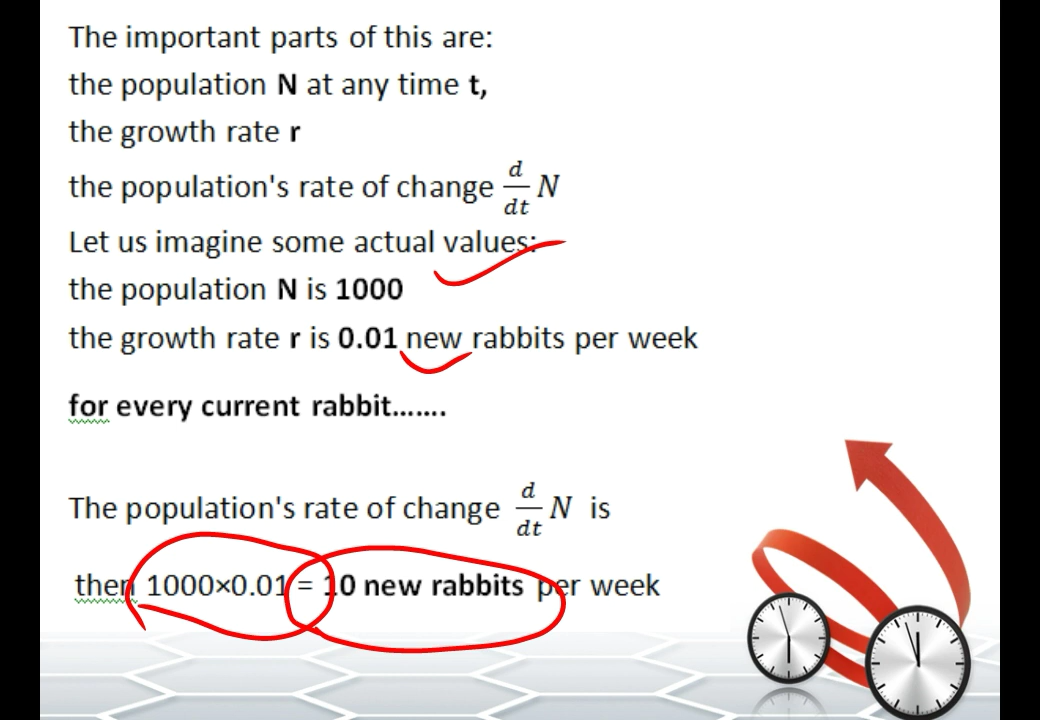 The important parts of this are:
the population N at any time t,
the growth rate r
the population's rate of change d/dt N
Let us imagine some actual values:
the population N is 1000
the growth rate r is 0.01 new rabbits per week
for every current rabbit.......
The population's rate of change d/dt N is
then 1000×0.01 = 10 new rabbits per week